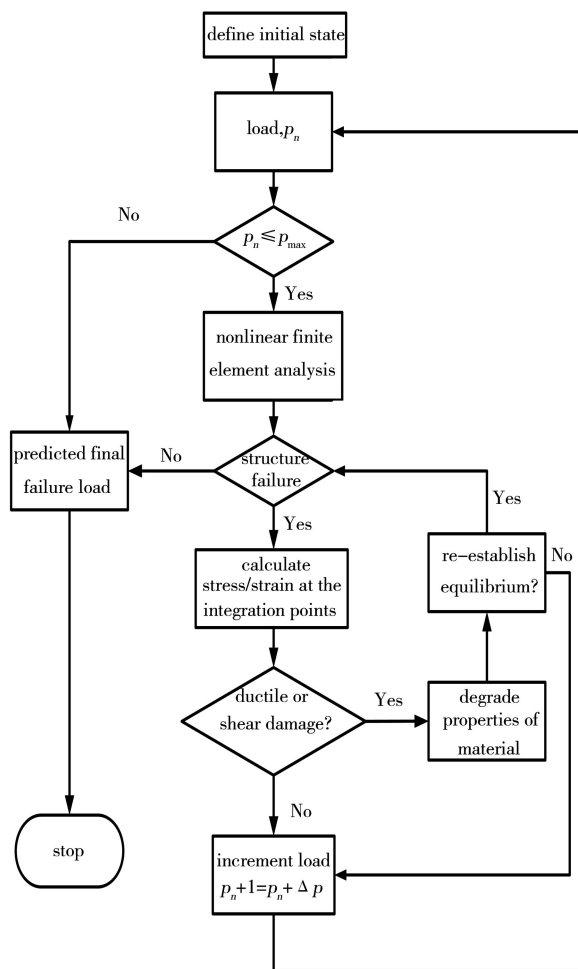 define initial state
load,pₙ
No
pₙ≤pₘₐₓ
Yes
nonlinear finite
element analysis
predicted final
failure load
No
structure
failure
Yes
Yes
re-establish
equilibrium?
No
calculate
stress/strain at the
integration points
ductile or
shear damage?
Yes
degrade
properties of
material
No
stop
increment load
pₙ+1=pₙ+Δp